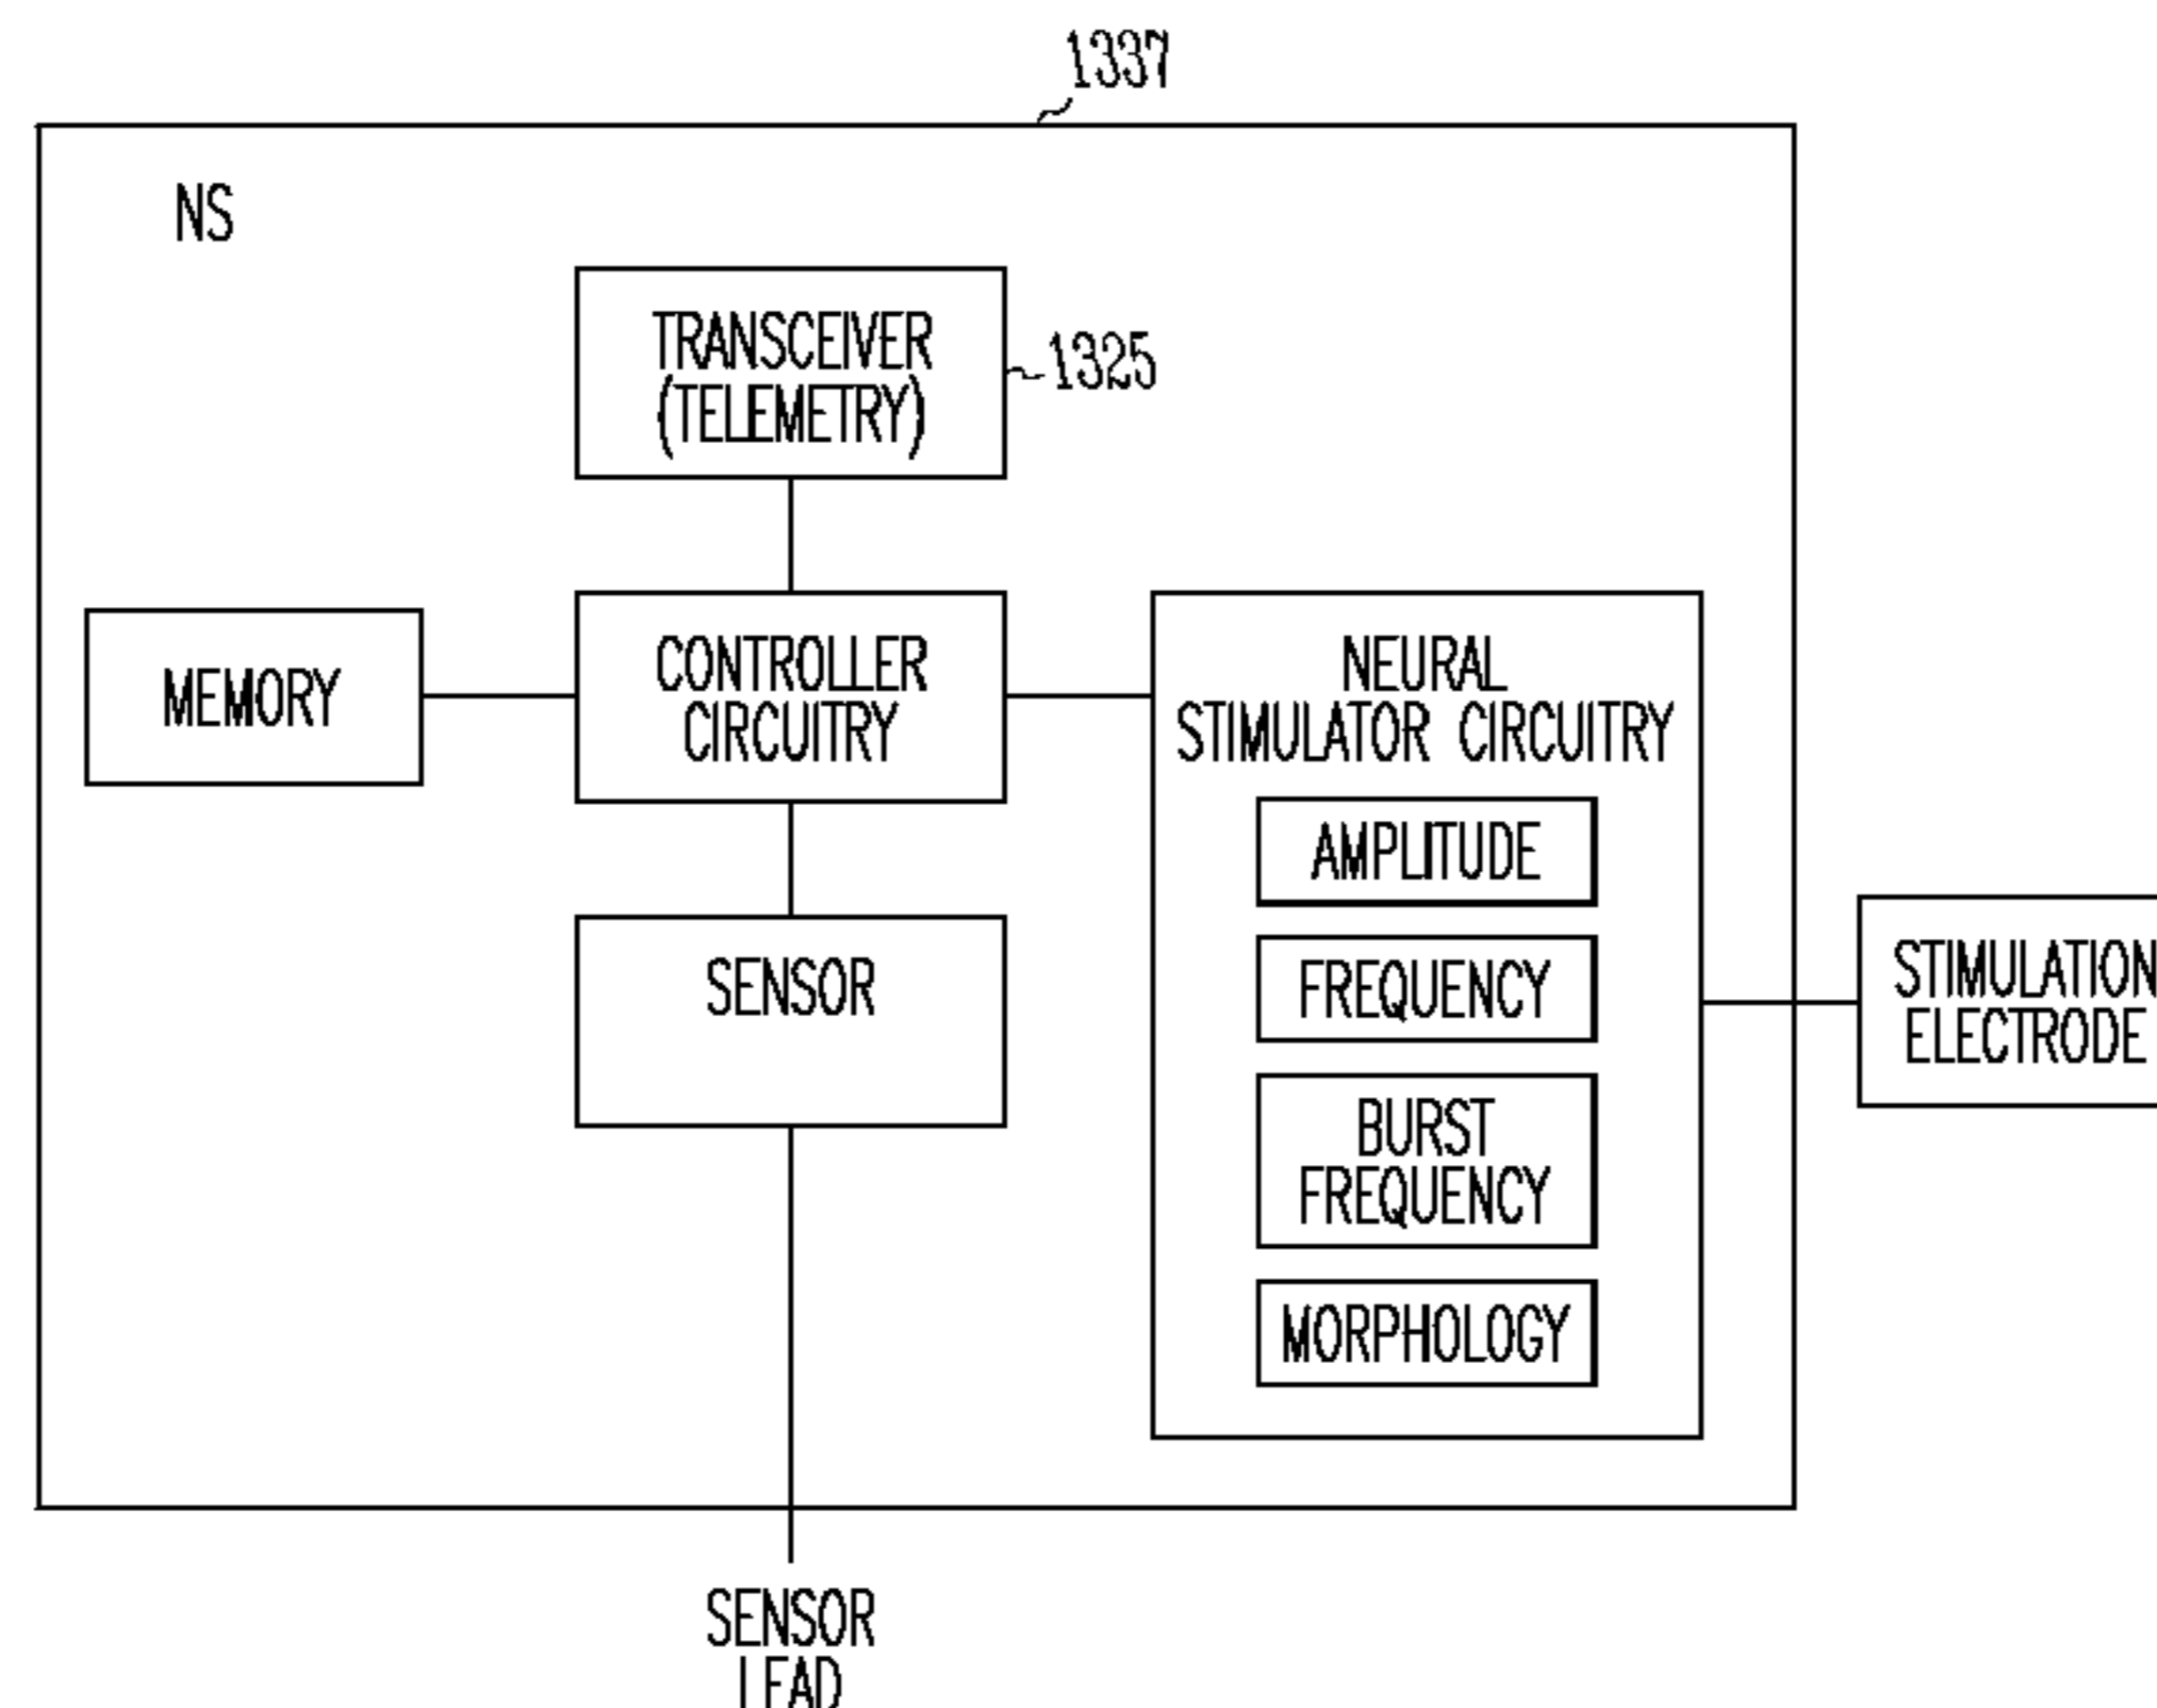 1337
NS
TRANSCEIVER
(TELEMETRY)
1325
MEMORY
CONTROLLER
CIRCUITRY
NEURAL
STIMULATOR CIRCUITRY
AMPLITUDE
SENSOR
FREQUENCY
STIMULATION
ELECTRODE
BURST
FREQUENCY
MORPHOLOGY
SENSOR
LEAD